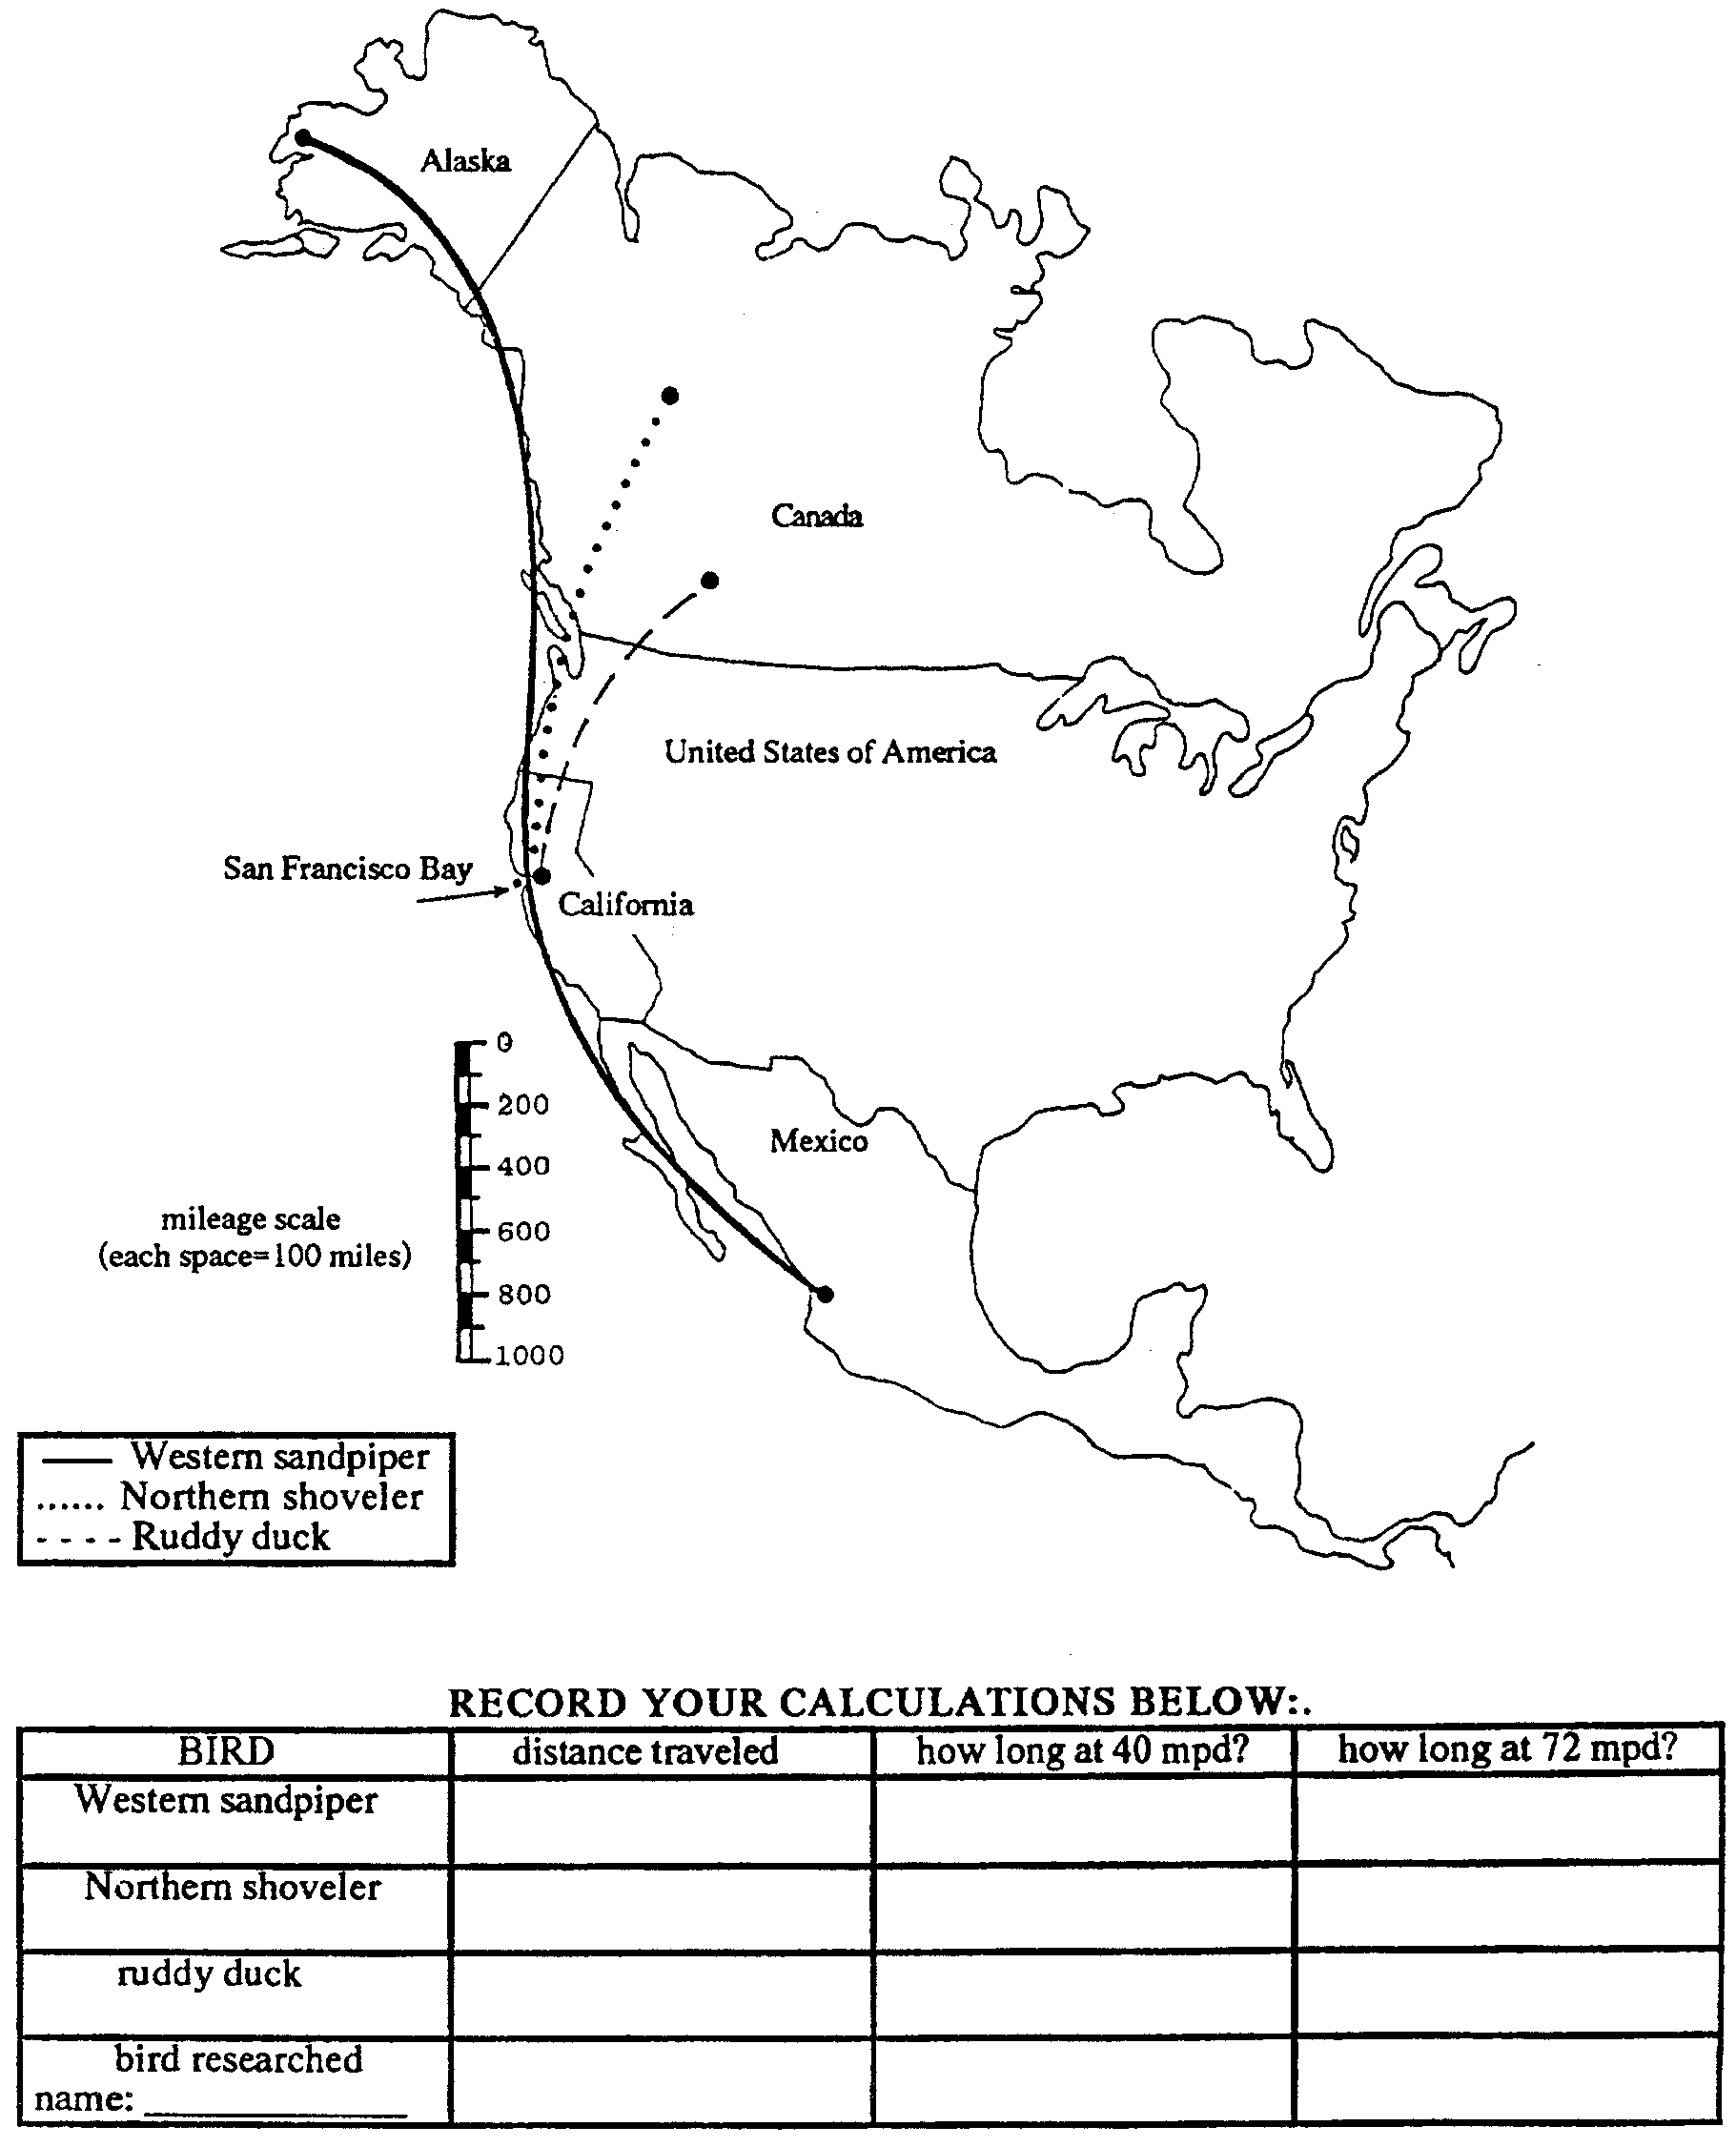 Alaska
Canada
United States of America
San Francisco Bay
California
0
200
400
600
800
1000
Mexico
mileage scale
(each space=100 miles)
Western sandpiper
...... Northern shoveler
- - - - Ruddy duck
RECORD YOUR CALCULATIONS BELOW:.
BIRD distance traveled how long at 40 mpd? how long at 72 mpd?
Western sandpiper
Northern shoveler
ruddy duck
bird researched
name: ____________